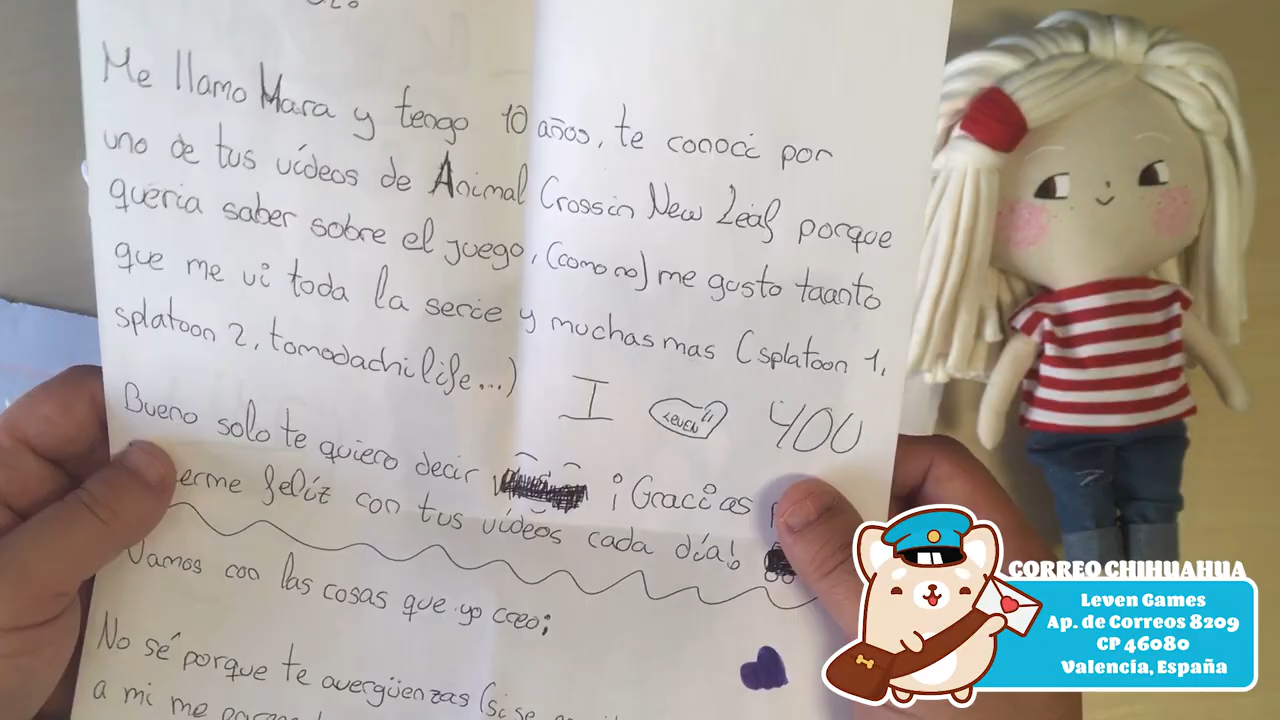 Me llamo Mara y tengo 10 años, te conocí por
uno de tus vídeos de Animal Crossin New Leaf porque
quería saber sobre el juego, (como no) me gusto taanto
que me vi toda la serie y muchas mas (splatoon 1,
splatoon 2, tomodachi life...)
I LEVEN YOU
Bueno solo te quiero decir ¡Gracias
erme felíz con tus vídeos cada día!
Vamos con las cosas que yo creo;
No sé porque te avergüenzas (si se
a mi me
CORREO CHIHUAHUA
Leven Games
Ap. de Correos 8209
CP 46080
Valencia, España